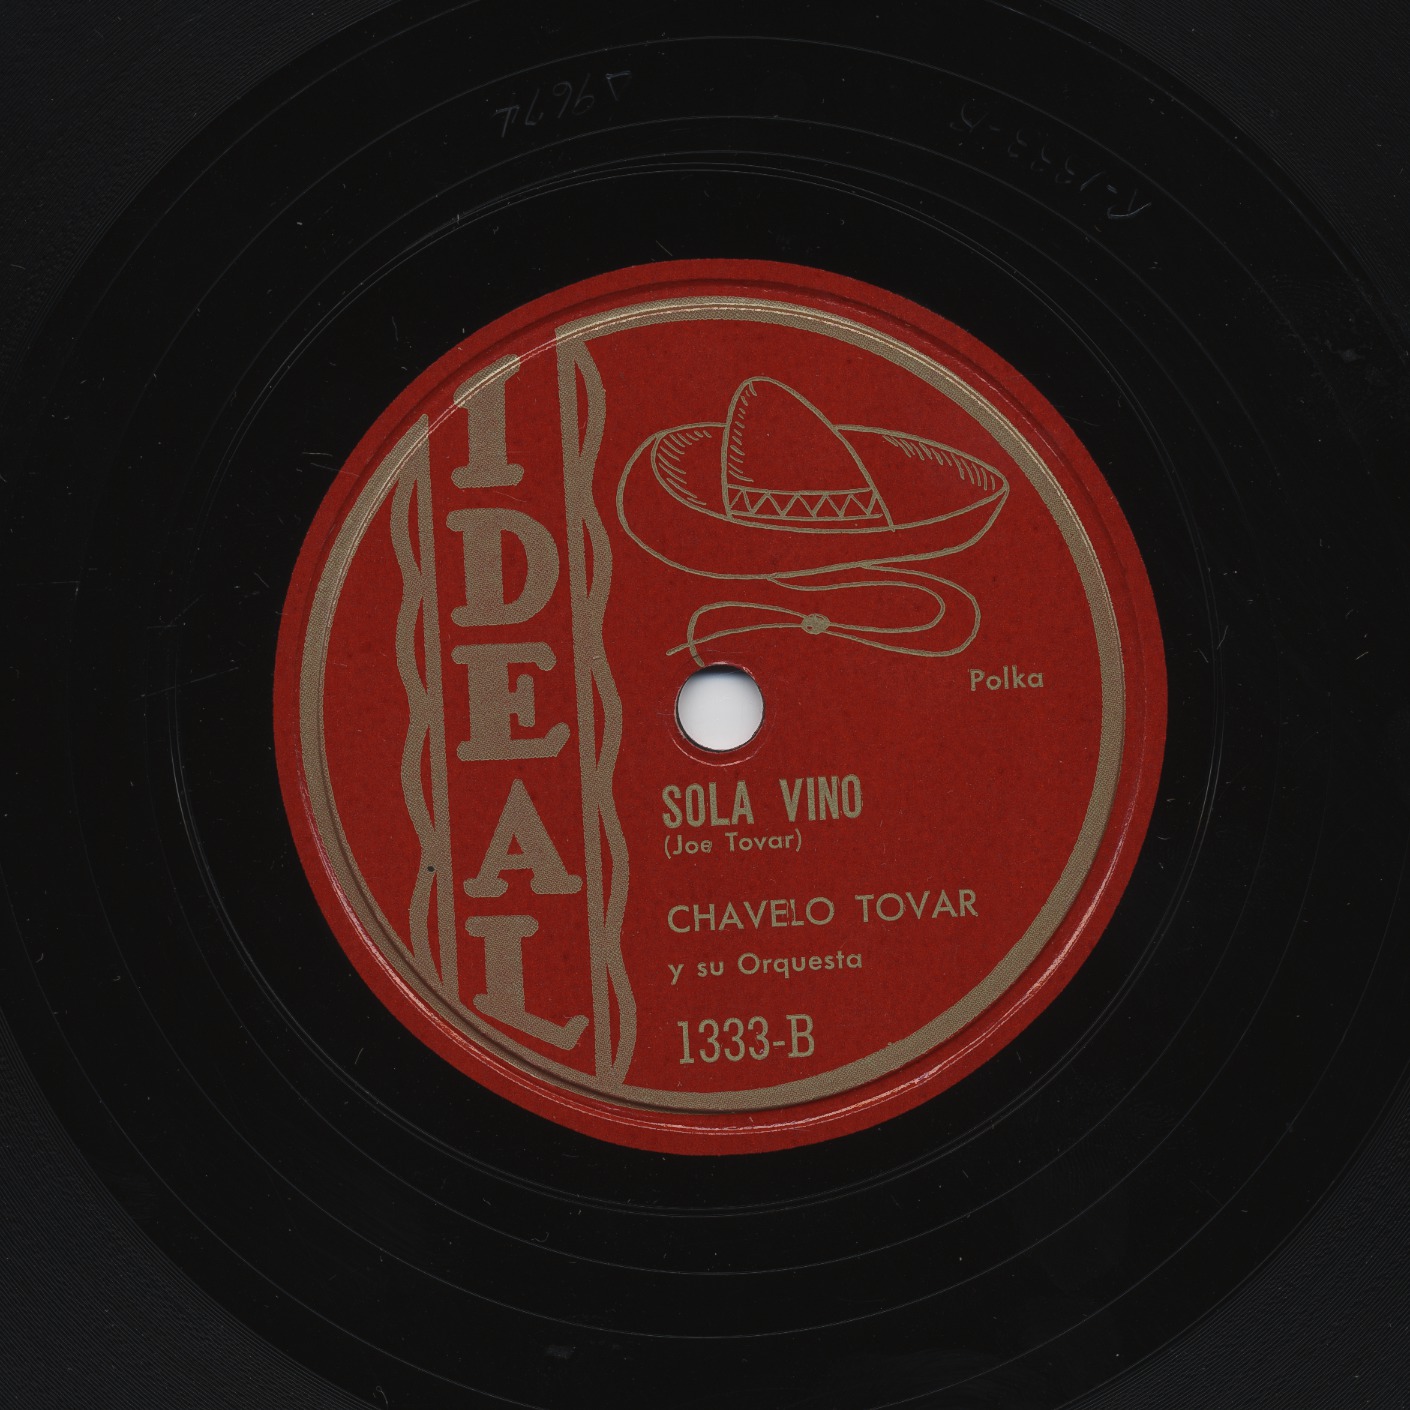 IDEAL
Polka
SOLA VINO
(Joe Tovar)
CHAVELO TOVAR
y su Orquesta
1333-B